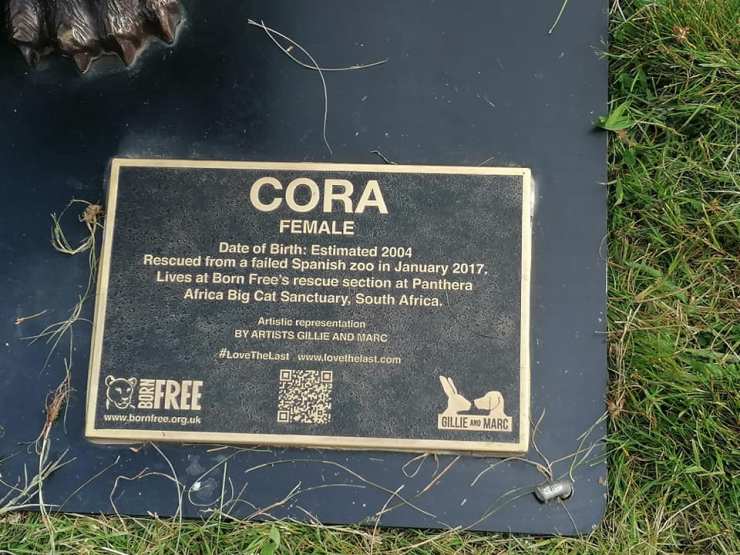 CORA
FEMALE
Date of Birth: Estimated 2004
Rescued from a failed Spanish zoo in January 2017.
Lives at Born Free's rescue section at Panthera
Africa Big Cat Sanctuary, South Africa.
Artistic representation
BY ARTISTS GILLIE AND MARC
#LoveTheLast www.lovethelast.com
BORN FREE
www.bornfree.org.uk
GILLIE AND MARC